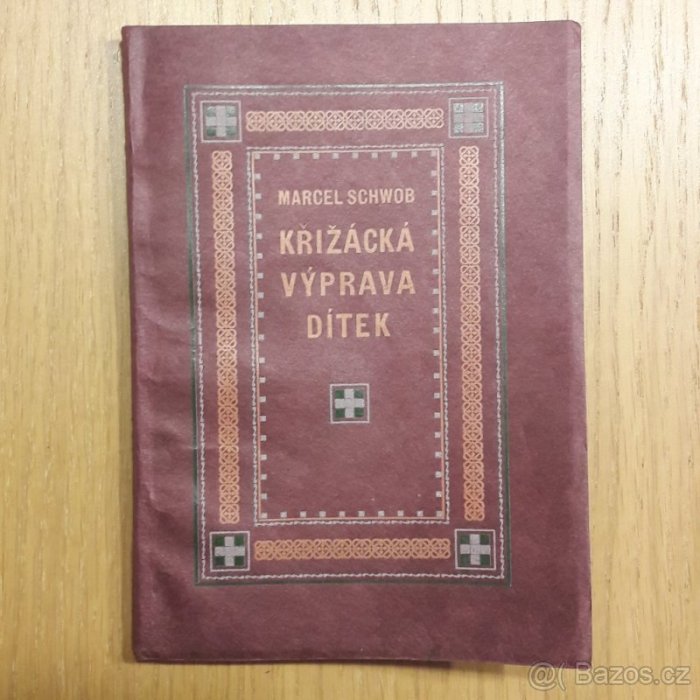 MARCEL SCHWOB
KŘIŽÁCKÁ
VÝPRAVA
DÍTEK
@( Bazos.cz